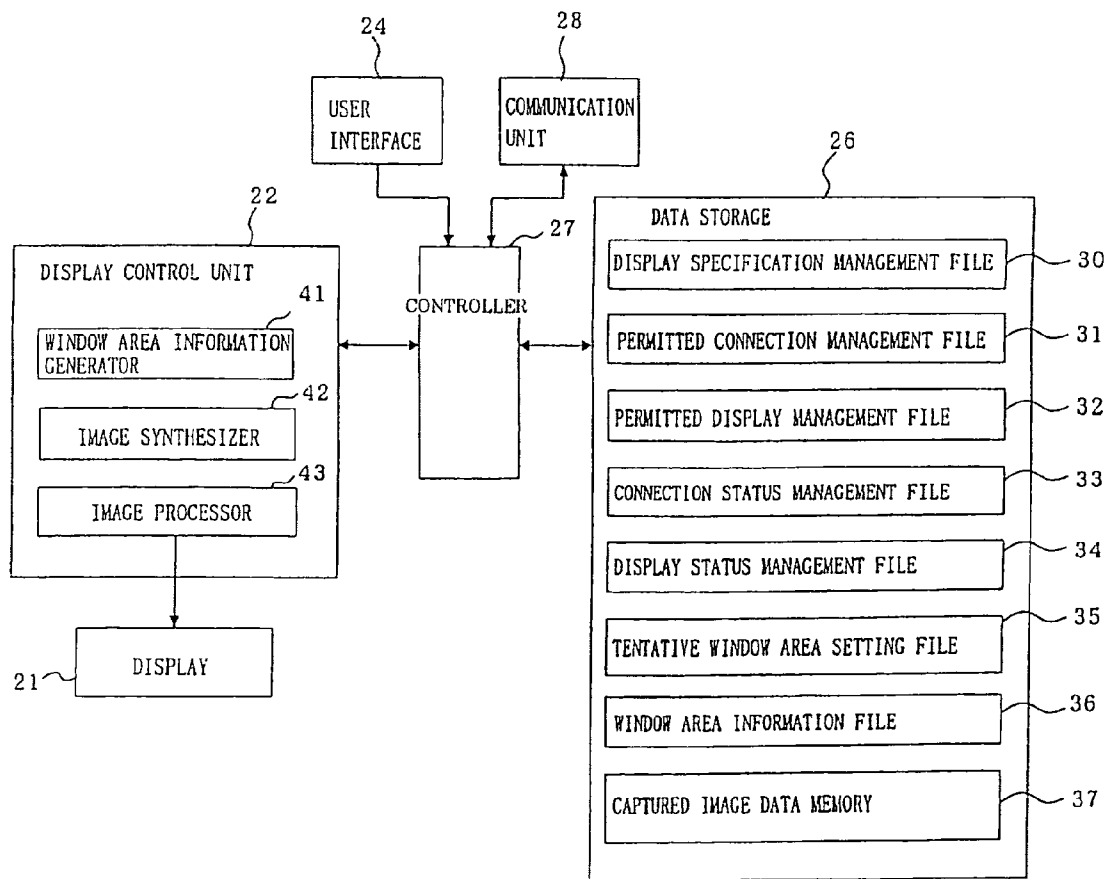 24
28
USER
INTERFACE
COMMUNICATION
UNIT
26
22
27
DATA STORAGE
DISPLAY CONTROL UNIT
CONTROLLER
DISPLAY SPECIFICATION MANAGEMENT FILE
30
41
WINDOW AREA INFORMATION
GENERATOR
PERMITTED CONNECTION MANAGEMENT FILE
31
42
IMAGE SYNTHESIZER
PERMITTED DISPLAY MANAGEMENT FILE
32
43
IMAGE PROCESSOR
CONNECTION STATUS MANAGEMENT FILE
33
DISPLAY STATUS MANAGEMENT FILE
34
DISPLAY
21
TENTATIVE WINDOW AREA SETTING FILE
35
WINDOW AREA INFORMATION FILE
36
CAPTURED IMAGE DATA MEMORY
37